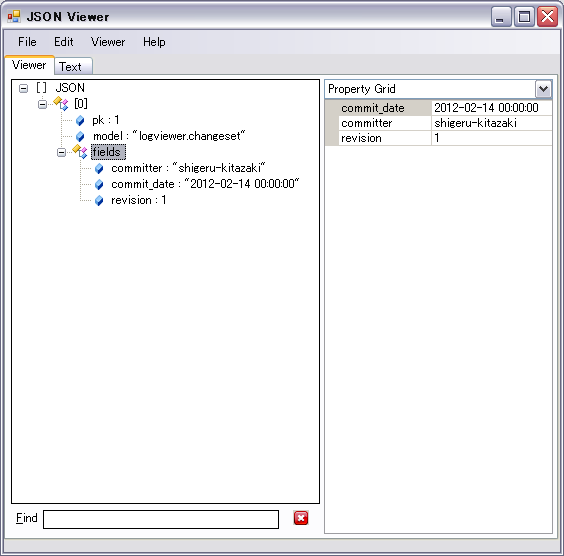 JSON Viewer
File Edit Viewer Help
Viewer Text
[ ] JSON
[0]
pk : 1
model : "logviewer.changeset"
fields
committer : "shigeru-kitazaki"
commit_date : "2012-02-14 00:00:00"
revision : 1
Property Grid
commit_date 2012-02-14 00:00:00
committer shigeru-kitazaki
revision 1
Find